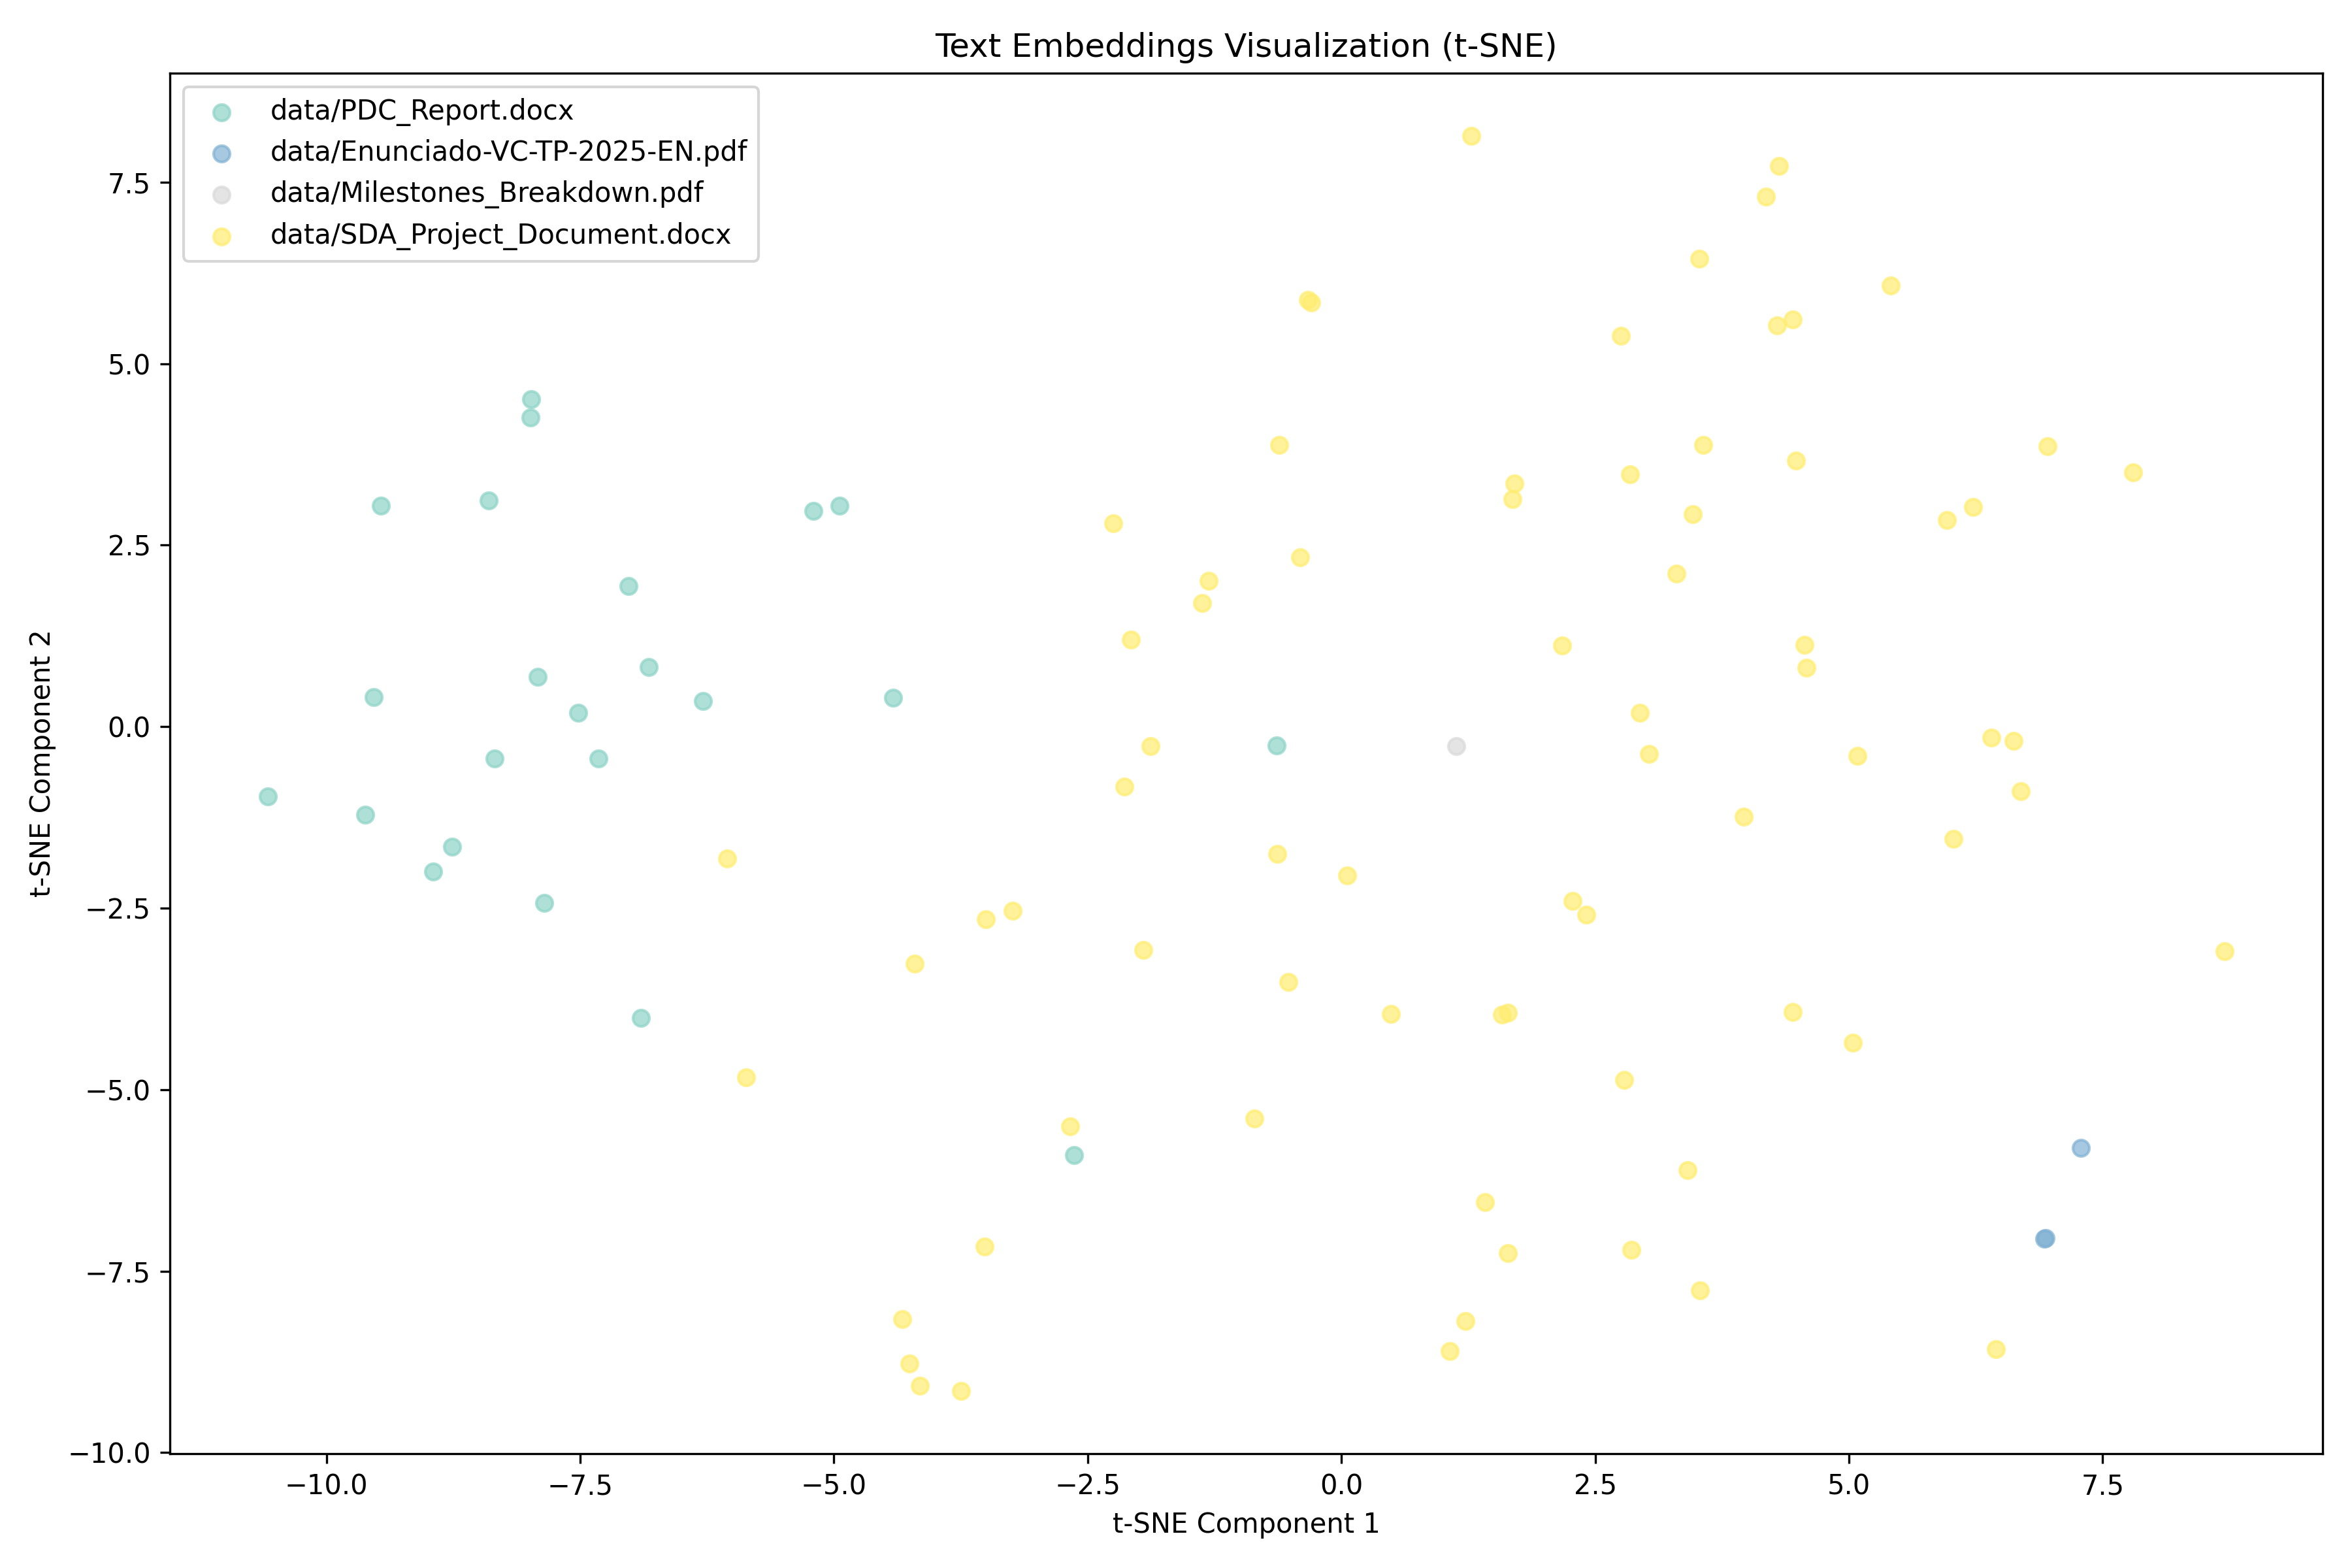 Text Embeddings Visualization (t-SNE)
data/PDC_Report.docx
data/Enunciado-VC-TP-2025-EN.pdf
data/Milestones_Breakdown.pdf
data/SDA_Project_Document.docx
7.5
5.0
2.5
0.0
−2.5
−5.0
−7.5
−10.0
t-SNE Component 2
−10.0 −7.5 −5.0 −2.5 0.0 2.5 5.0 7.5
t-SNE Component 1